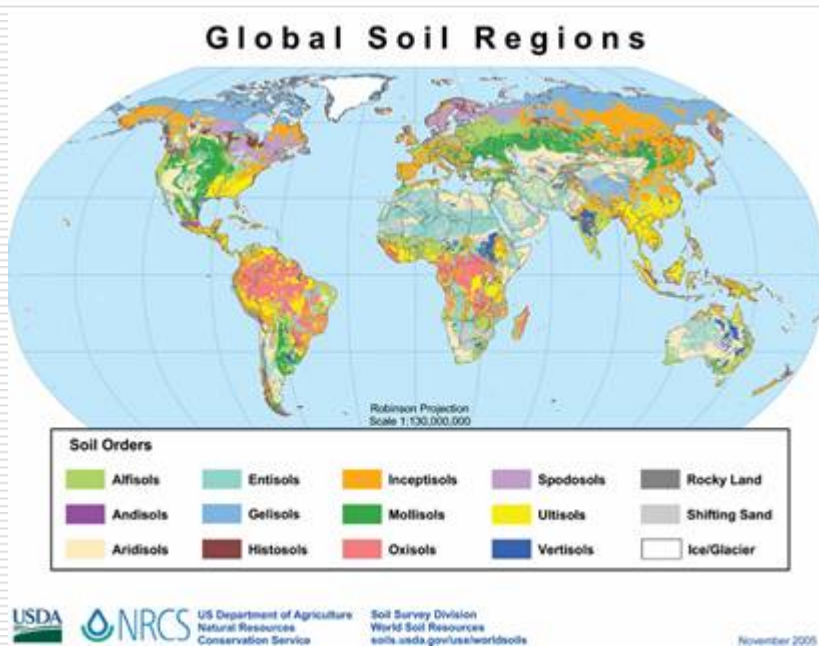 Global Soil Regions
Robinson Projection
Scale 1:130,000,000
Soil Orders
Alfisols
Entisols
Inceptisols
Spodosols
Rocky Land
Andisols
Gelisols
Mollisols
Ultisols
Shifting Sand
Aridisols
Histosols
Oxisols
Vertisols
Ice/Glacier
USDA
NRCS
US Department of Agriculture
Natural Resources
Conservation Service
Soil Survey Division
World Soil Resources
soils.usda.gov/use/worldsoils
November 2005